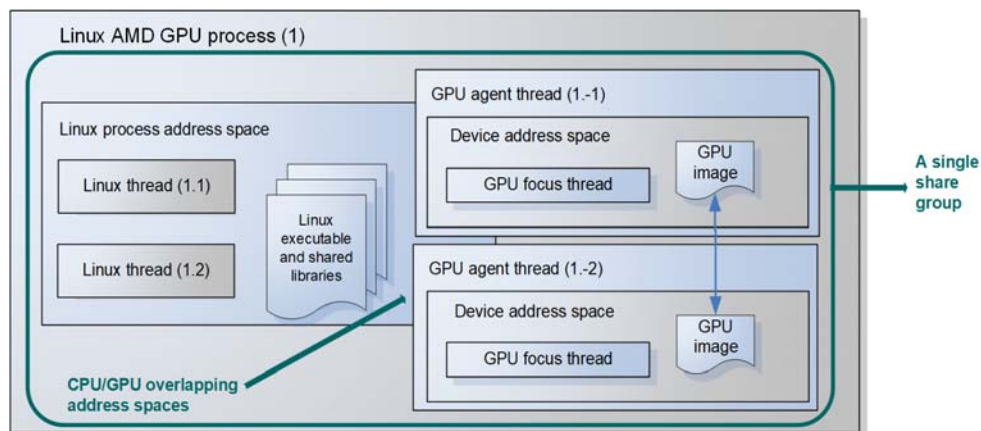 Linux AMD GPU process (1)
Linux process address space
Linux thread (1.1)
Linux thread (1.2)
Linux
executable
and shared
libraries
GPU agent thread (1.-1)
Device address space
GPU focus thread
GPU
image
GPU agent thread (1.-2)
Device address space
GPU focus thread
GPU
image
A single
share
group
CPU/GPU overlapping
address spaces